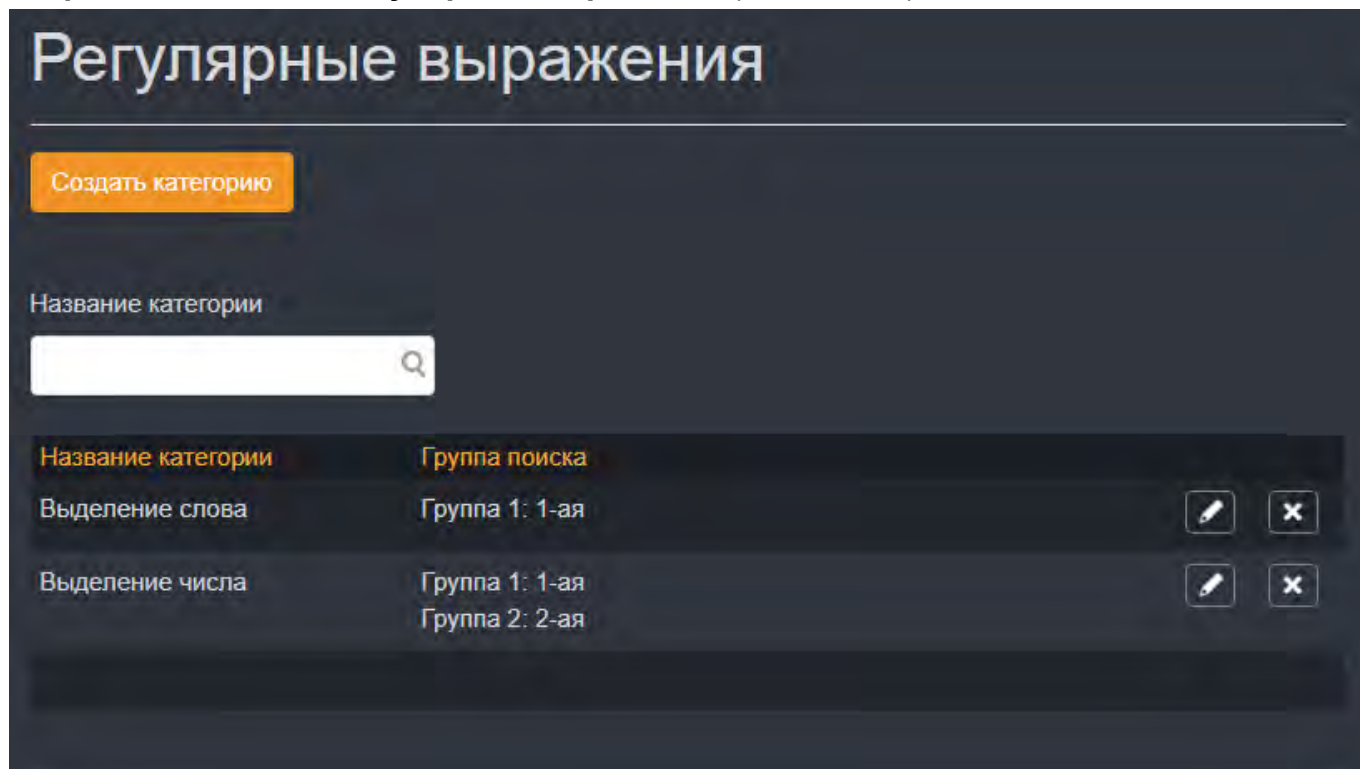 Регулярные выражения
Создать категорию
Название категории
Название категории Группа поиска
Выделение слова Группа 1: 1-ая
Выделение числа Группа 1: 1-ая
Группа 2: 2-ая